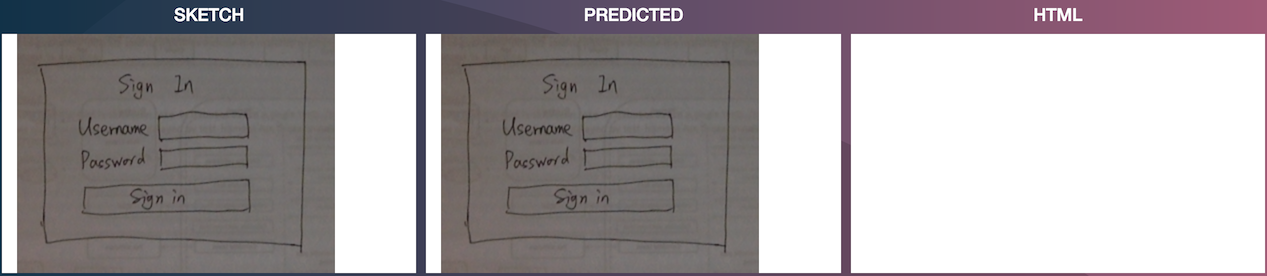 SKETCH
PREDICTED
HTML
Sign In
Username
Password
Sign in
Sign In
Username
Password
Sign in